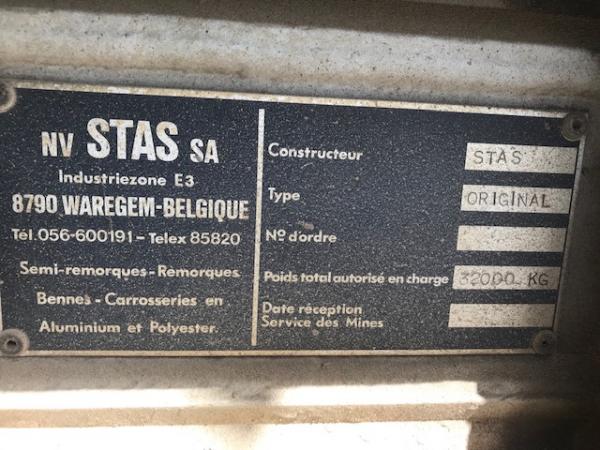 NV STAS SA
Industriezone E3
8790 WAREGEM-BELGIQUE
Tél.056-600191 - Telex 85820
Semi-remorques - Remorques
Bennes - Carrosseries en
Aluminium et Polyester.
Constructeur STAS
Type ORIGINAL
Nº d'ordre
Poids total autorisé en charge 32000 KG
Date réception
Service des Mines